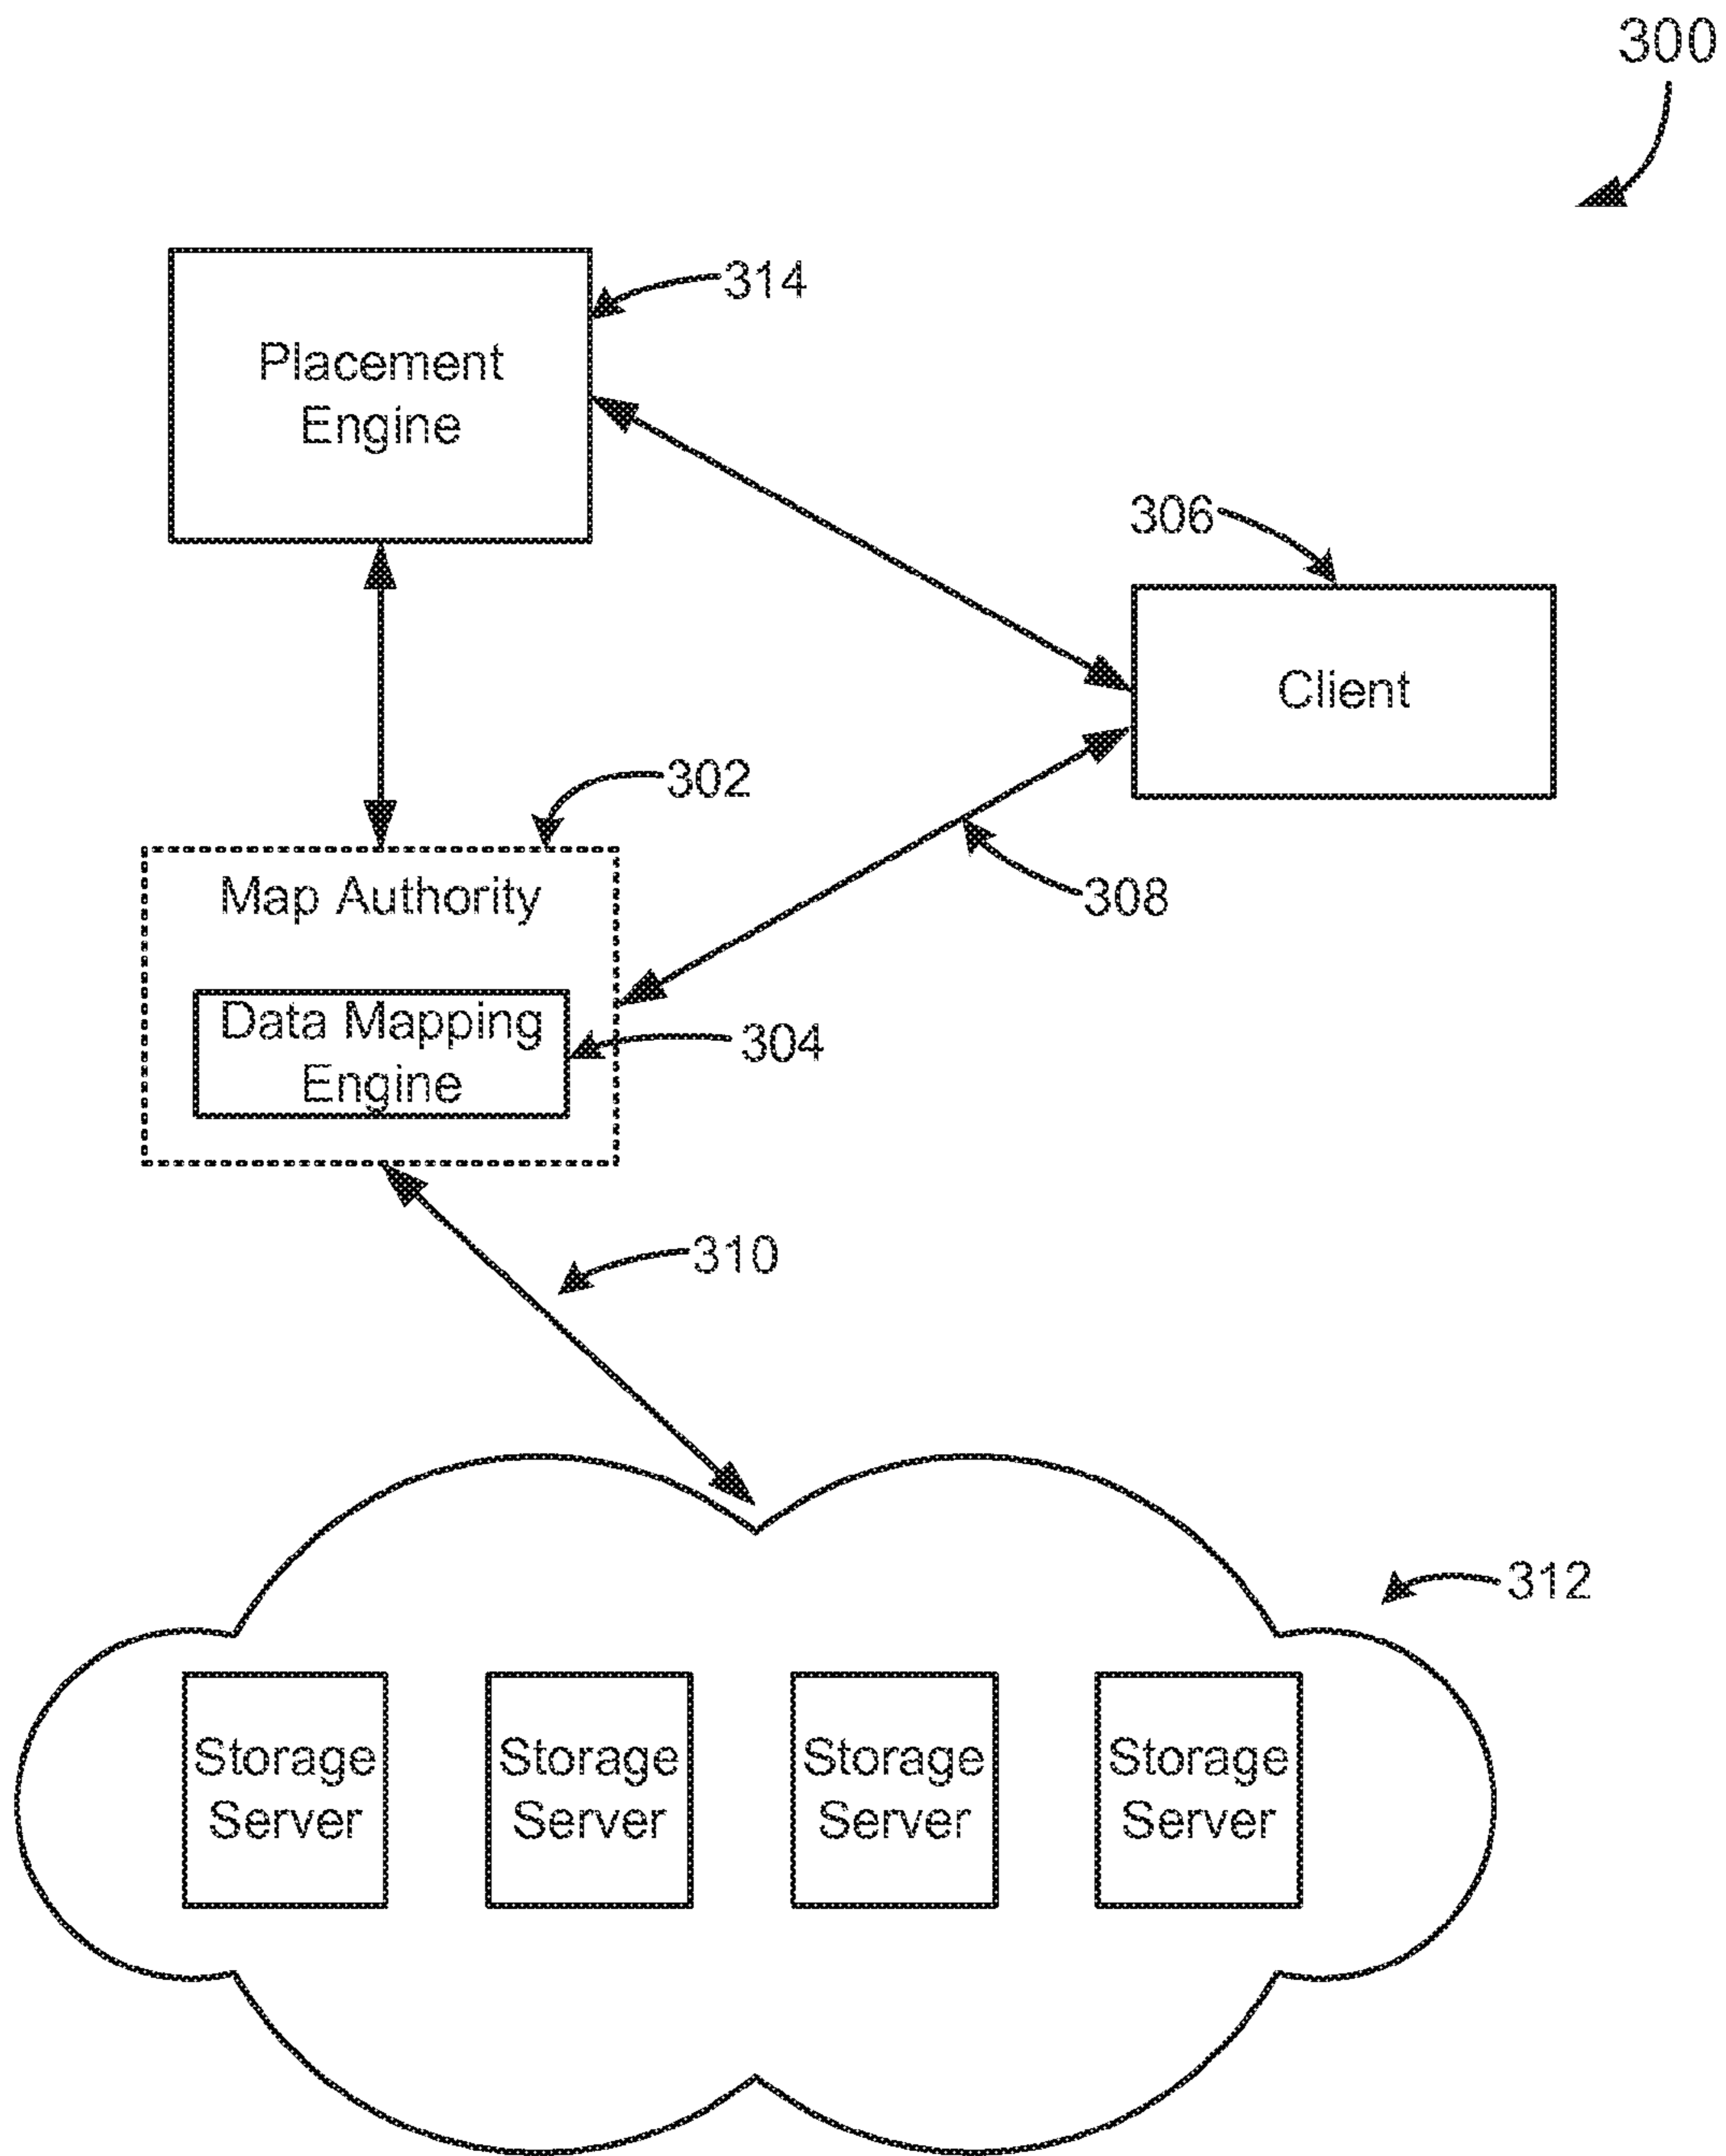 300
314
Placement
Engine
306
Client
302
Map Authority
308
Data Mapping
Engine
304
310
312
Storage
Server
Storage
Server
Storage
Server
Storage
Server